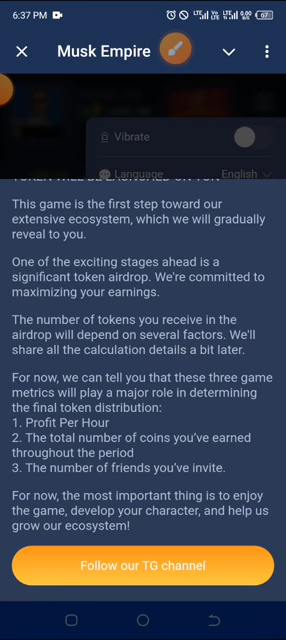 6:37 PM
Musk Empire
Vibrate
Language English
TOKEN WILL BE LAUNCHED ON TON
This game is the first step toward our
extensive ecosystem, which we will gradually
reveal to you.
One of the exciting stages ahead is a
significant token airdrop. We're committed to
maximizing your earnings.
The number of tokens you receive in the
airdrop will depend on several factors. We'll
share all the calculation details a bit later.
For now, we can tell you that these three game
metrics will play a major role in determining
the final token distribution:
1. Profit Per Hour
2. The total number of coins you've earned
throughout the period
3. The number of friends you've invite.
For now, the most important thing is to enjoy
the game, develop your character, and help us
grow our ecosystem!
Follow our TG channel